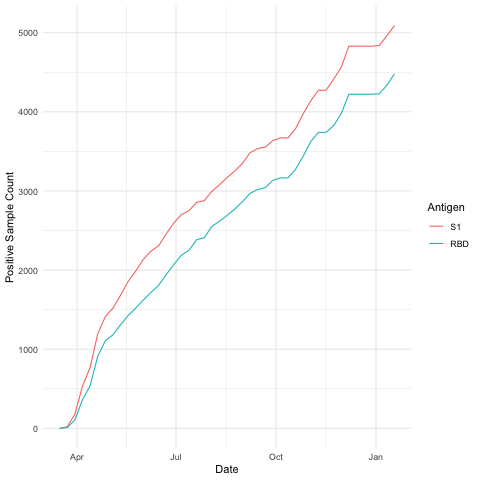 Positive Sample Count
5000
4000
3000
2000
1000
0
Apr
Jul
Oct
Jan
Date
Antigen
S1
RBD